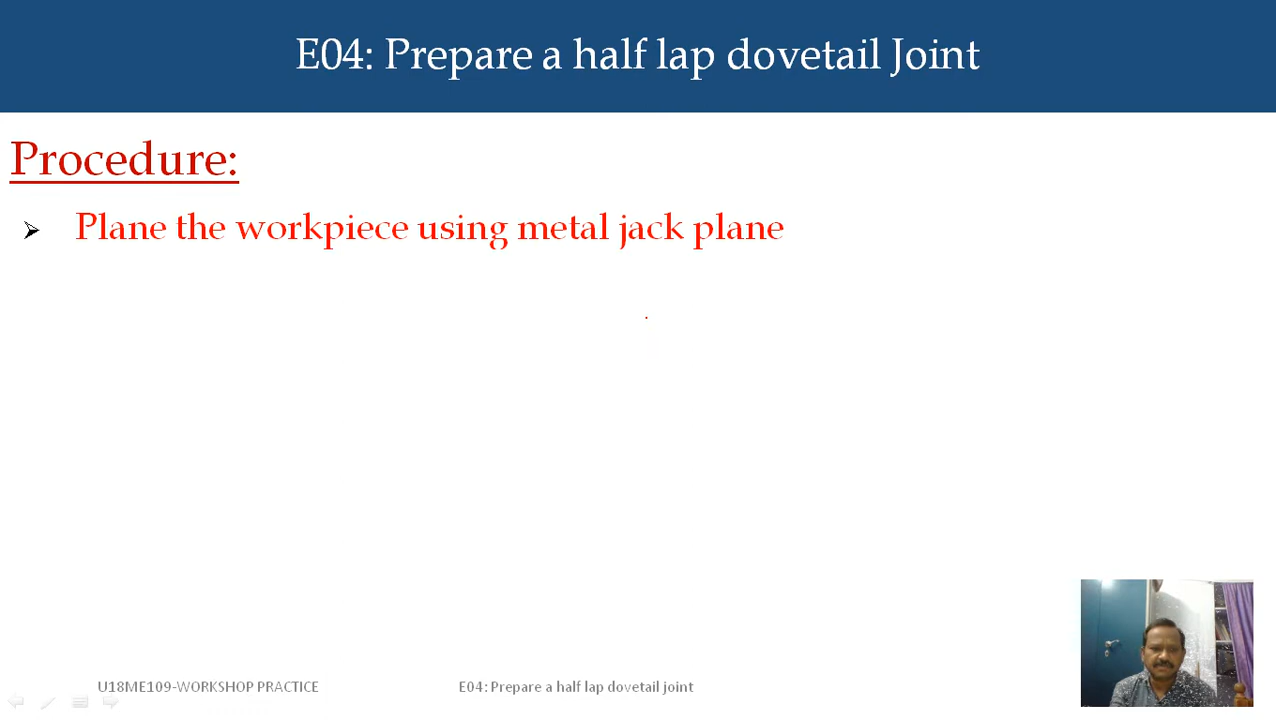 E04: Prepare a half lap dovetail Joint
Procedure:
➢ Plane the workpiece using metal jack plane
U18ME109-WORKSHOP PRACTICE
E04: Prepare a half lap dovetail joint